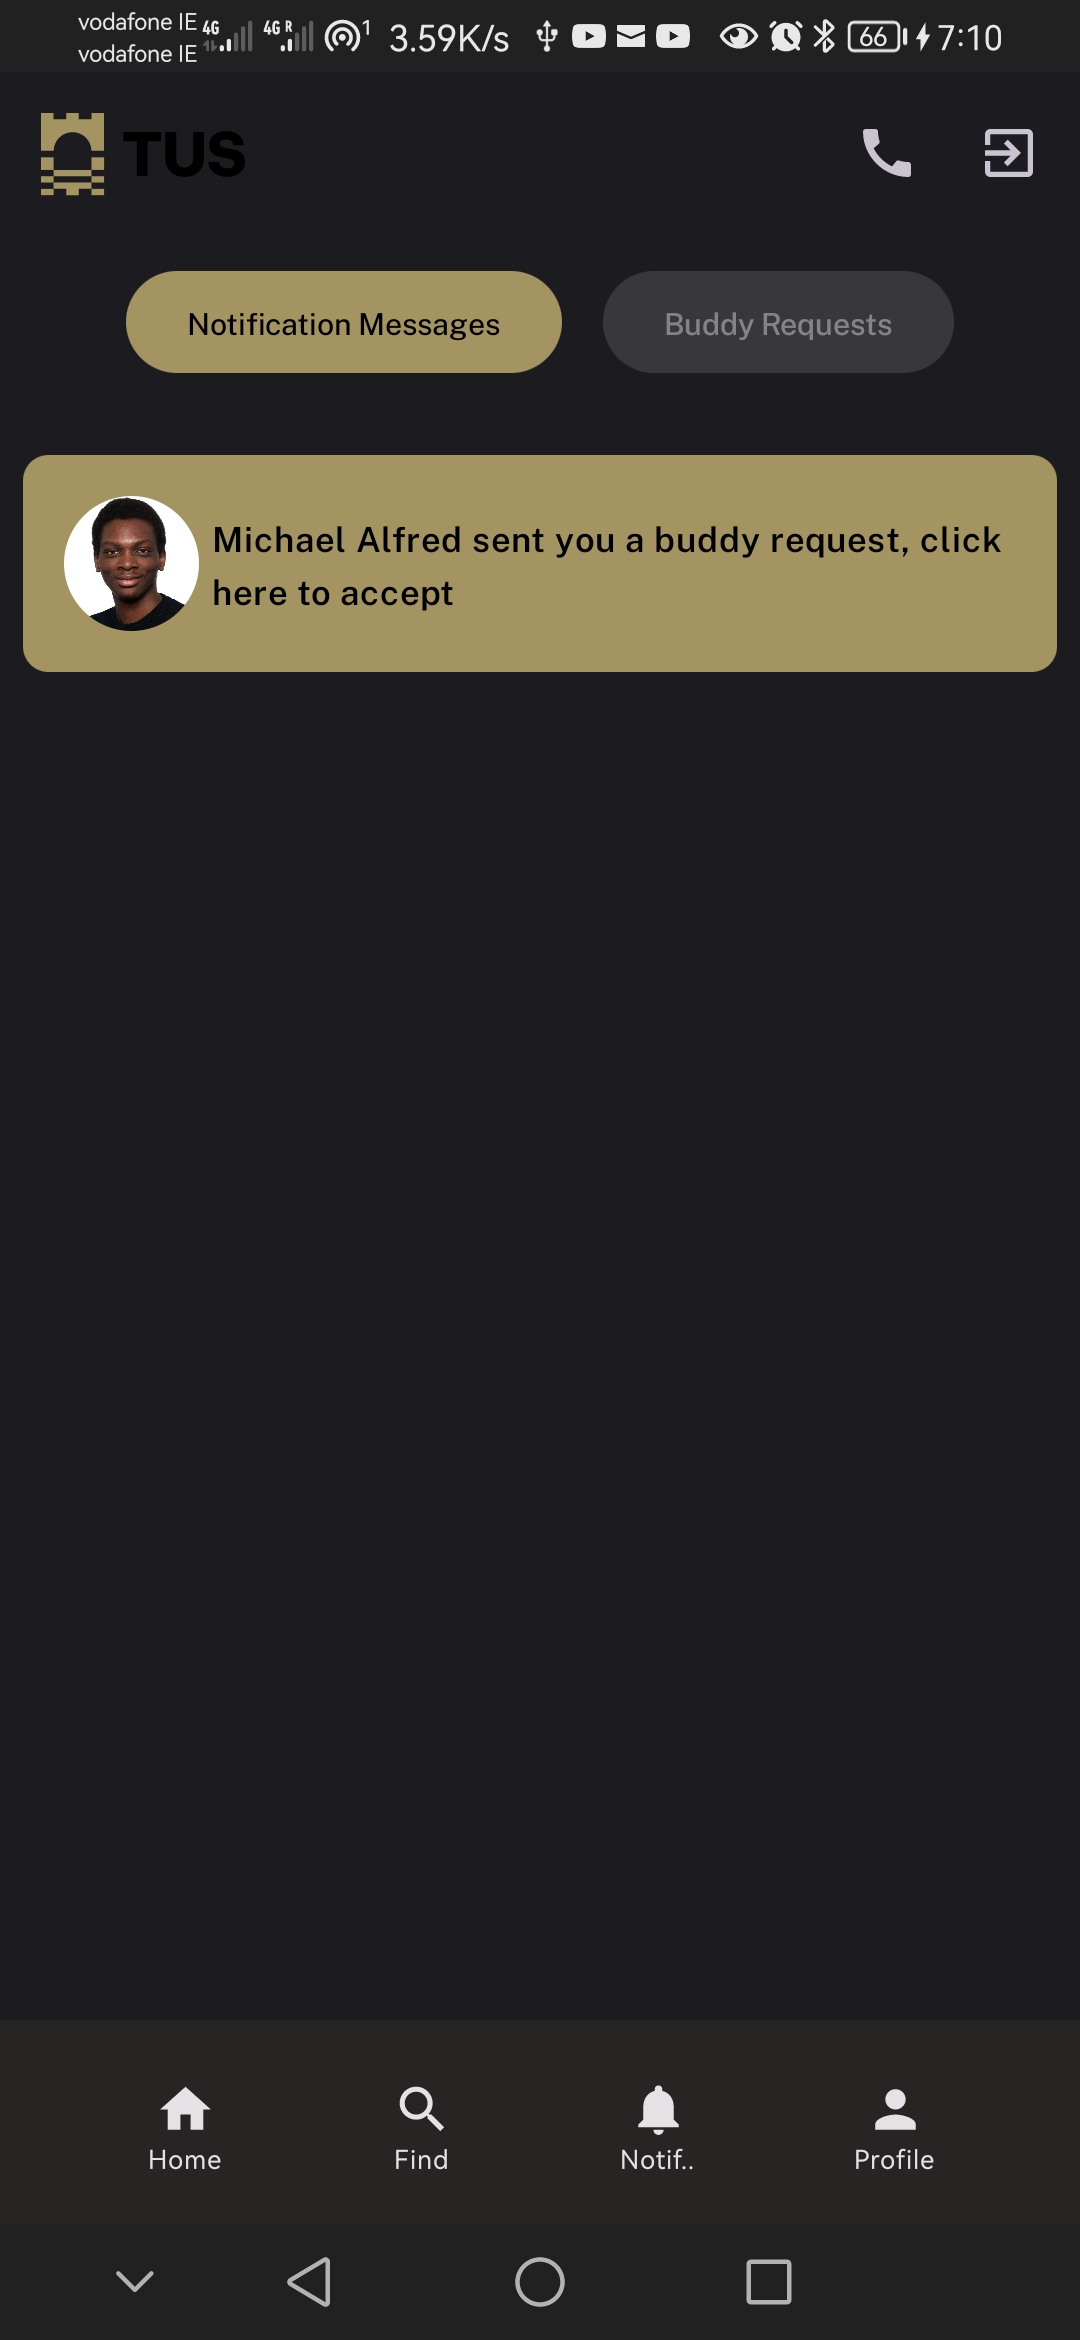 vodafone IE 4G 4G R 1 3.59K/s 66 7:10
vodafone IE
TUS
Notification Messages Buddy Requests
Michael Alfred sent you a buddy request, click
here to accept
Home Find Notif.. Profile